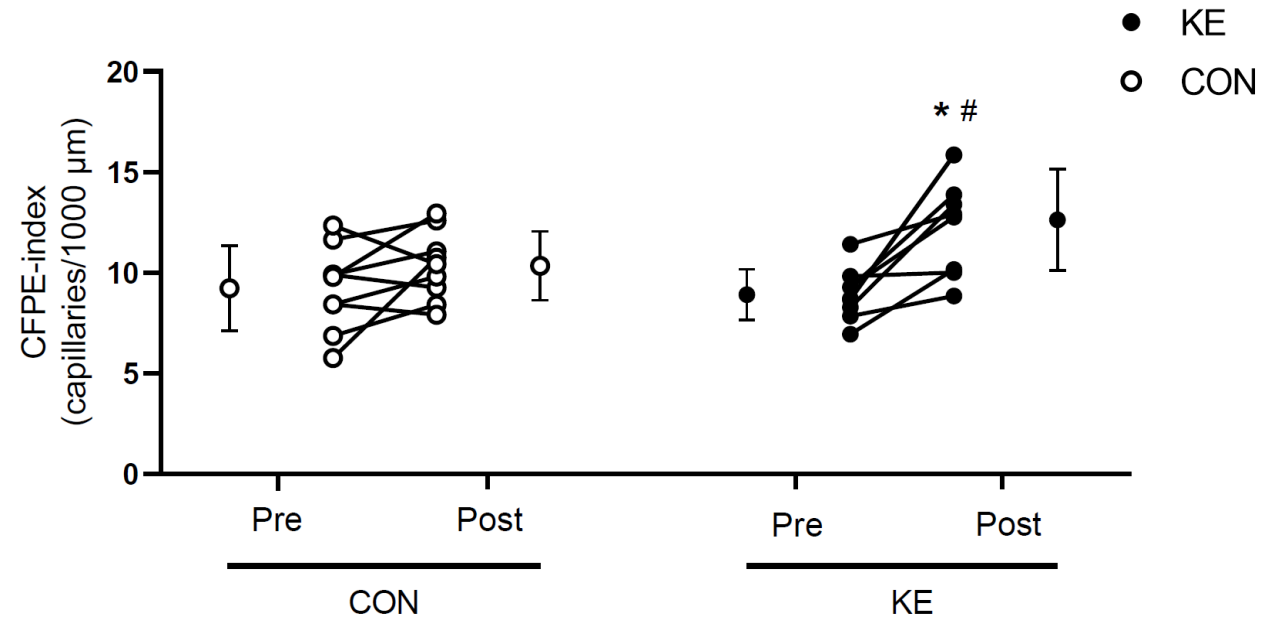 KE
CON
CFPE-index
(capillaries/1000 µm)
20
15
10
5
0
* #
Pre
Post
Pre
Post
CON
KE